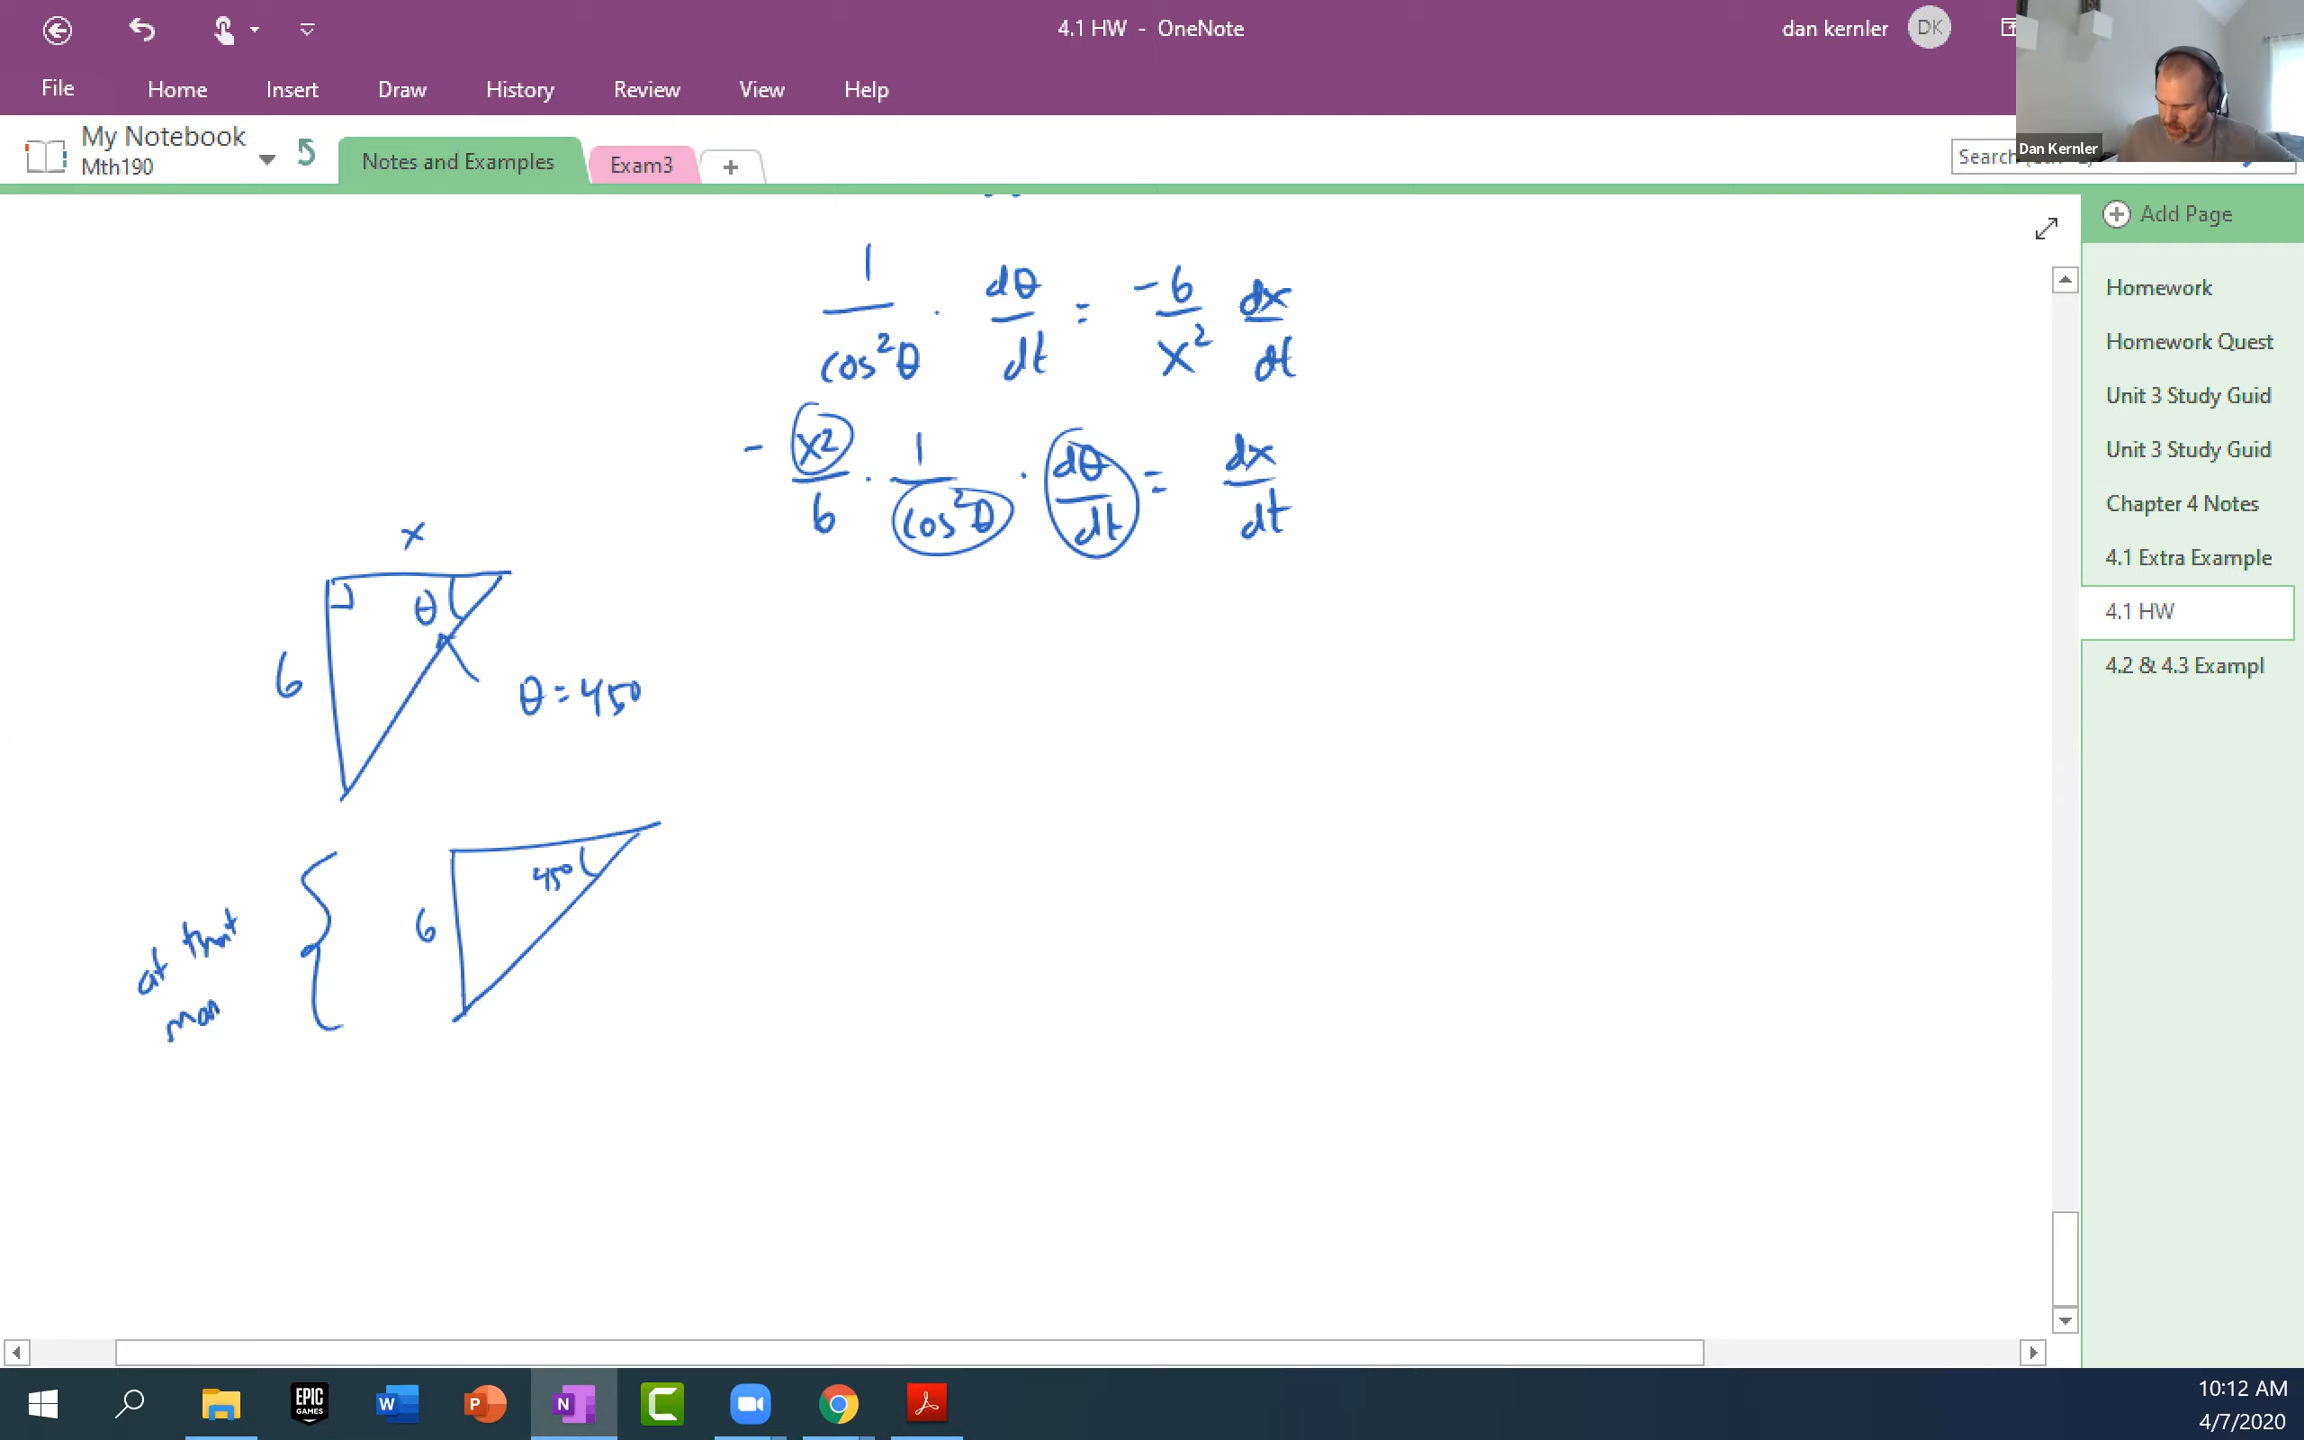 4.1 HW - OneNote
dan kernler DK
File Home Insert Draw History Review View Help
Dan Kernler
My Notebook
Mth190
Notes and Examples
Exam3
+
Search
Add Page
Homework
Homework Quest
Unit 3 Study Guid
Unit 3 Study Guid
Chapter 4 Notes
4.1 Extra Example
4.1 HW
4.2 & 4.3 Exampl
1/cos²θ · dθ/dt = -6/x² dx/dt
- x²/6 · 1/cos²θ · dθ/dt = dx/dt
x
θ
6
θ = 45°
45°
6
at that
mom
EPIC
GAMES
W
P
N
10:12 AM
4/7/2020